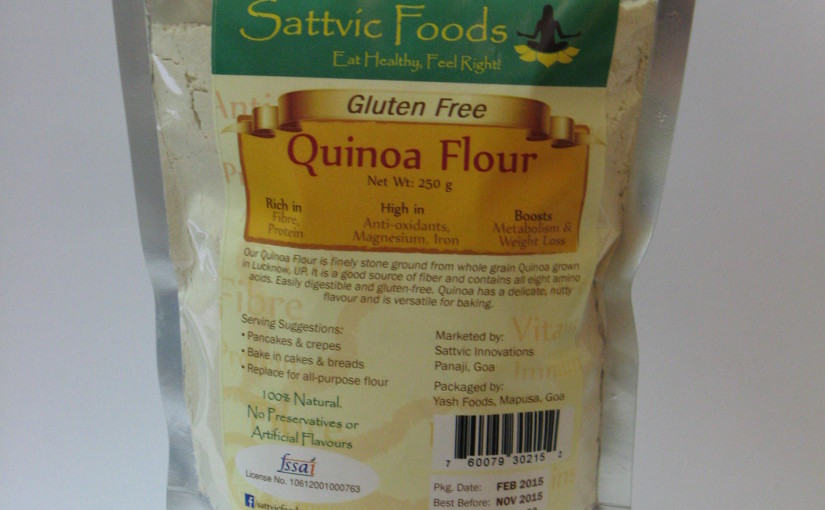 Sattvic Foods
Eat Healthy, Feel Right!
Gluten Free
Quinoa Flour
Net Wt: 250 g
Rich in
Fibre,
Protein
High in
Anti-oxidants,
Magnesium, Iron
Boosts
Metabolism &
Weight Loss
Our Quinoa Flour is finely stone ground from whole grain Quinoa grown
in Lucknow, UP. It is a good source of fiber and contains all eight amino
acids. Easily digestible and gluten-free. Quinoa has a delicate, nutty
flavour and is versatile for baking.
Fibre
Serving Suggestions:
• Pancakes & crepes
• Bake in cakes & breads
• Replace for all-purpose flour
100% Natural.
No Preservatives or
Artificial Flavours
fssai
License No. 10612001000763
Marketed by:
Sattvic Innovations
Panaji, Goa
Packaged by:
Yash Foods, Mapusa, Goa
7 60079 30215 2
Pkg. Date: FEB 2015
Best Before: NOV 2015